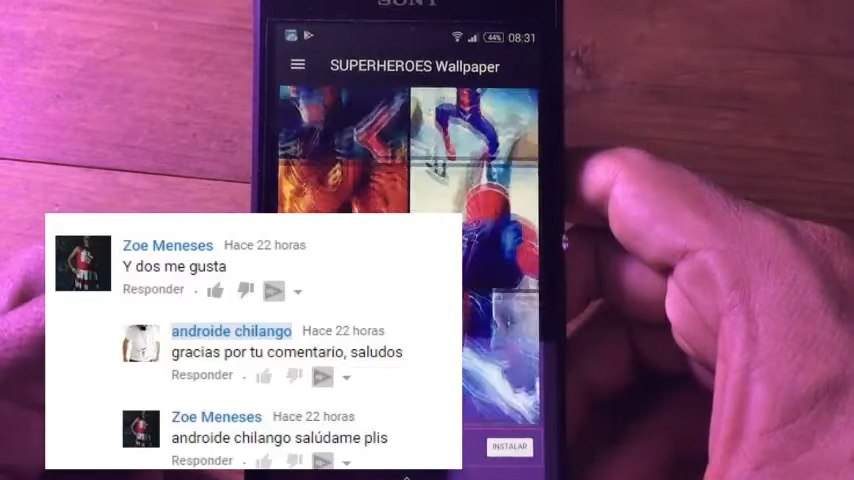 SONY
44% 08:31
SUPERHEROES Wallpaper
Zoe Meneses Hace 22 horas
Y dos me gusta
Responder
androide chilango Hace 22 horas
gracias por tu comentario, saludos
Responder
Zoe Meneses Hace 22 horas
androide chilango salúdame plis
Responder
INSTALAR